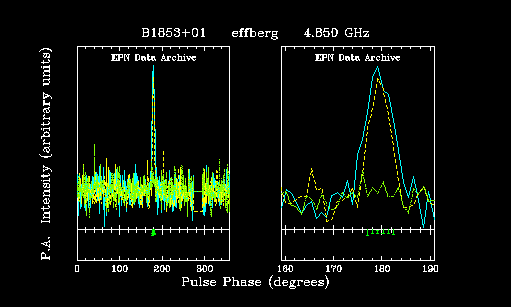 B1853+01 effberg 4.850 GHz
EPN Data Archive EPN Data Archive
P.A. Intensity (arbitrary units)
0 100 200 300 160 170 180 190
Pulse Phase (degrees)